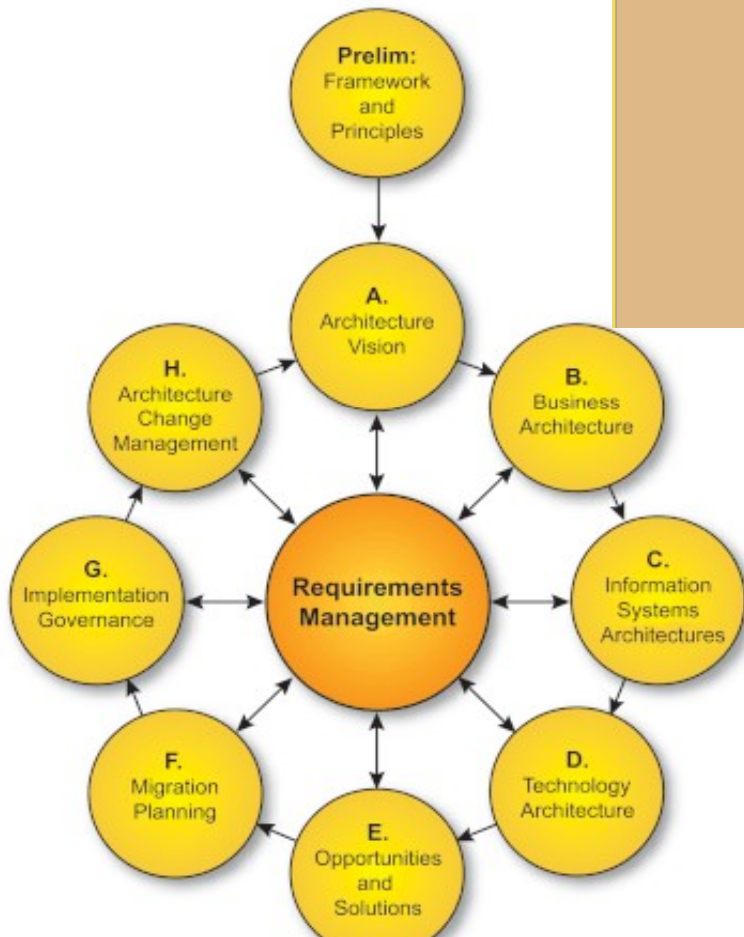 Prelim:
Framework
and
Principles
A.
Architecture
Vision
B.
Business
Architecture
C.
Information
Systems
Architectures
D.
Technology
Architecture
E.
Opportunities
and
Solutions
F.
Migration
Planning
G.
Implementation
Governance
H.
Architecture
Change
Management
Requirements
Management